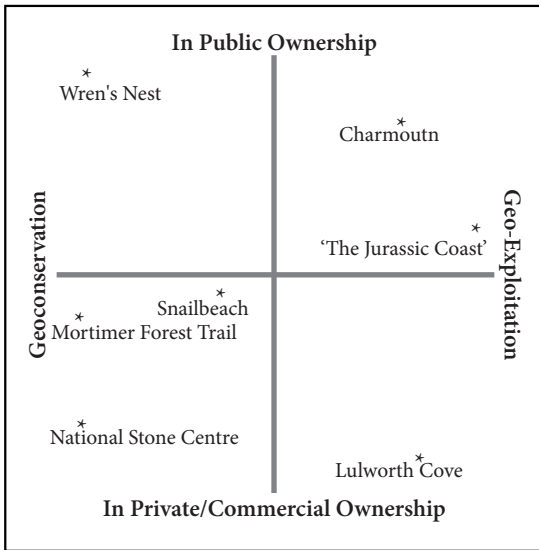 In Public Ownership
Wren's Nest
Charmoutn
Geoconservation
Geo-Exploitation
'The Jurassic Coast'
Snailbeach
Mortimer Forest Trail
National Stone Centre
Lulworth Cove
In Private/Commercial Ownership